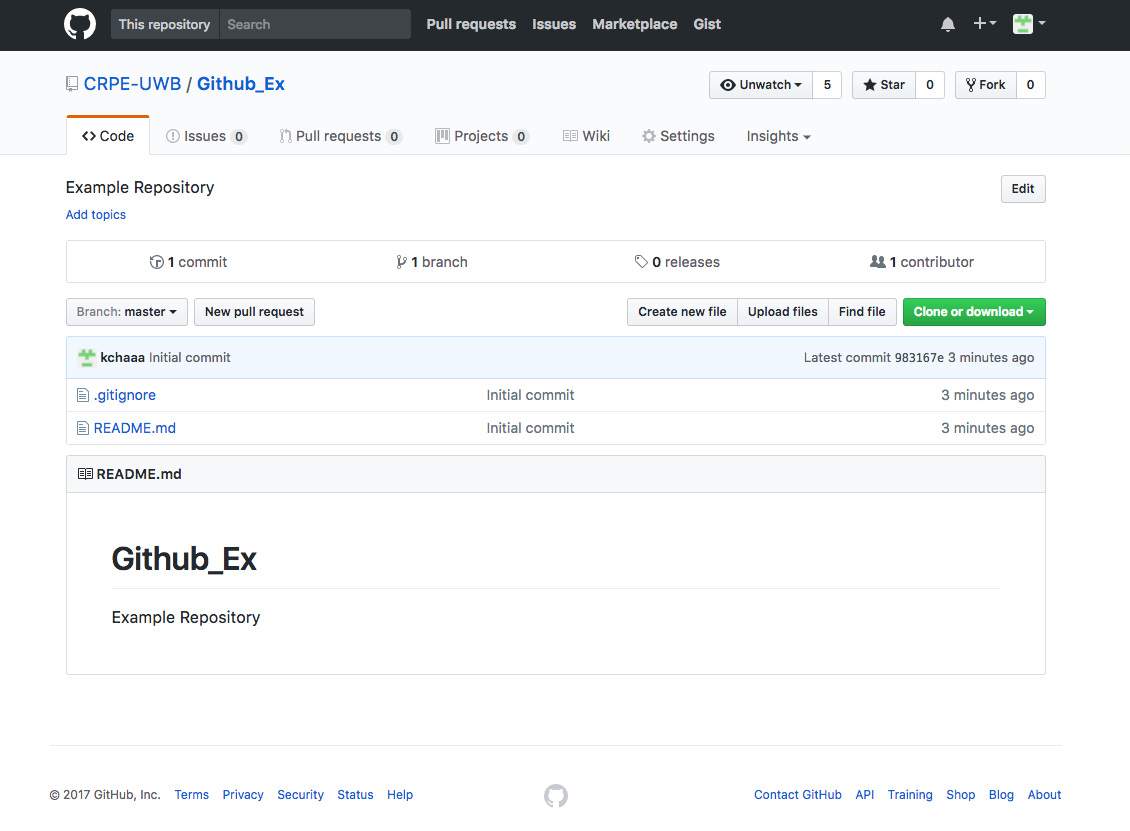 This repository Search Pull requests Issues Marketplace Gist
CRPE-UWB / Github_Ex Unwatch 5 Star 0 Fork 0
Code Issues 0 Pull requests 0 Projects 0 Wiki Settings Insights
Example Repository Edit
Add topics
1 commit 1 branch 0 releases 1 contributor
Branch: master New pull request Create new file Upload files Find file Clone or download
kchaaa Initial commit Latest commit 983167e 3 minutes ago
.gitignore Initial commit 3 minutes ago
README.md Initial commit 3 minutes ago
README.md
Github_Ex
Example Repository
© 2017 GitHub, Inc. Terms Privacy Security Status Help Contact GitHub API Training Shop Blog About